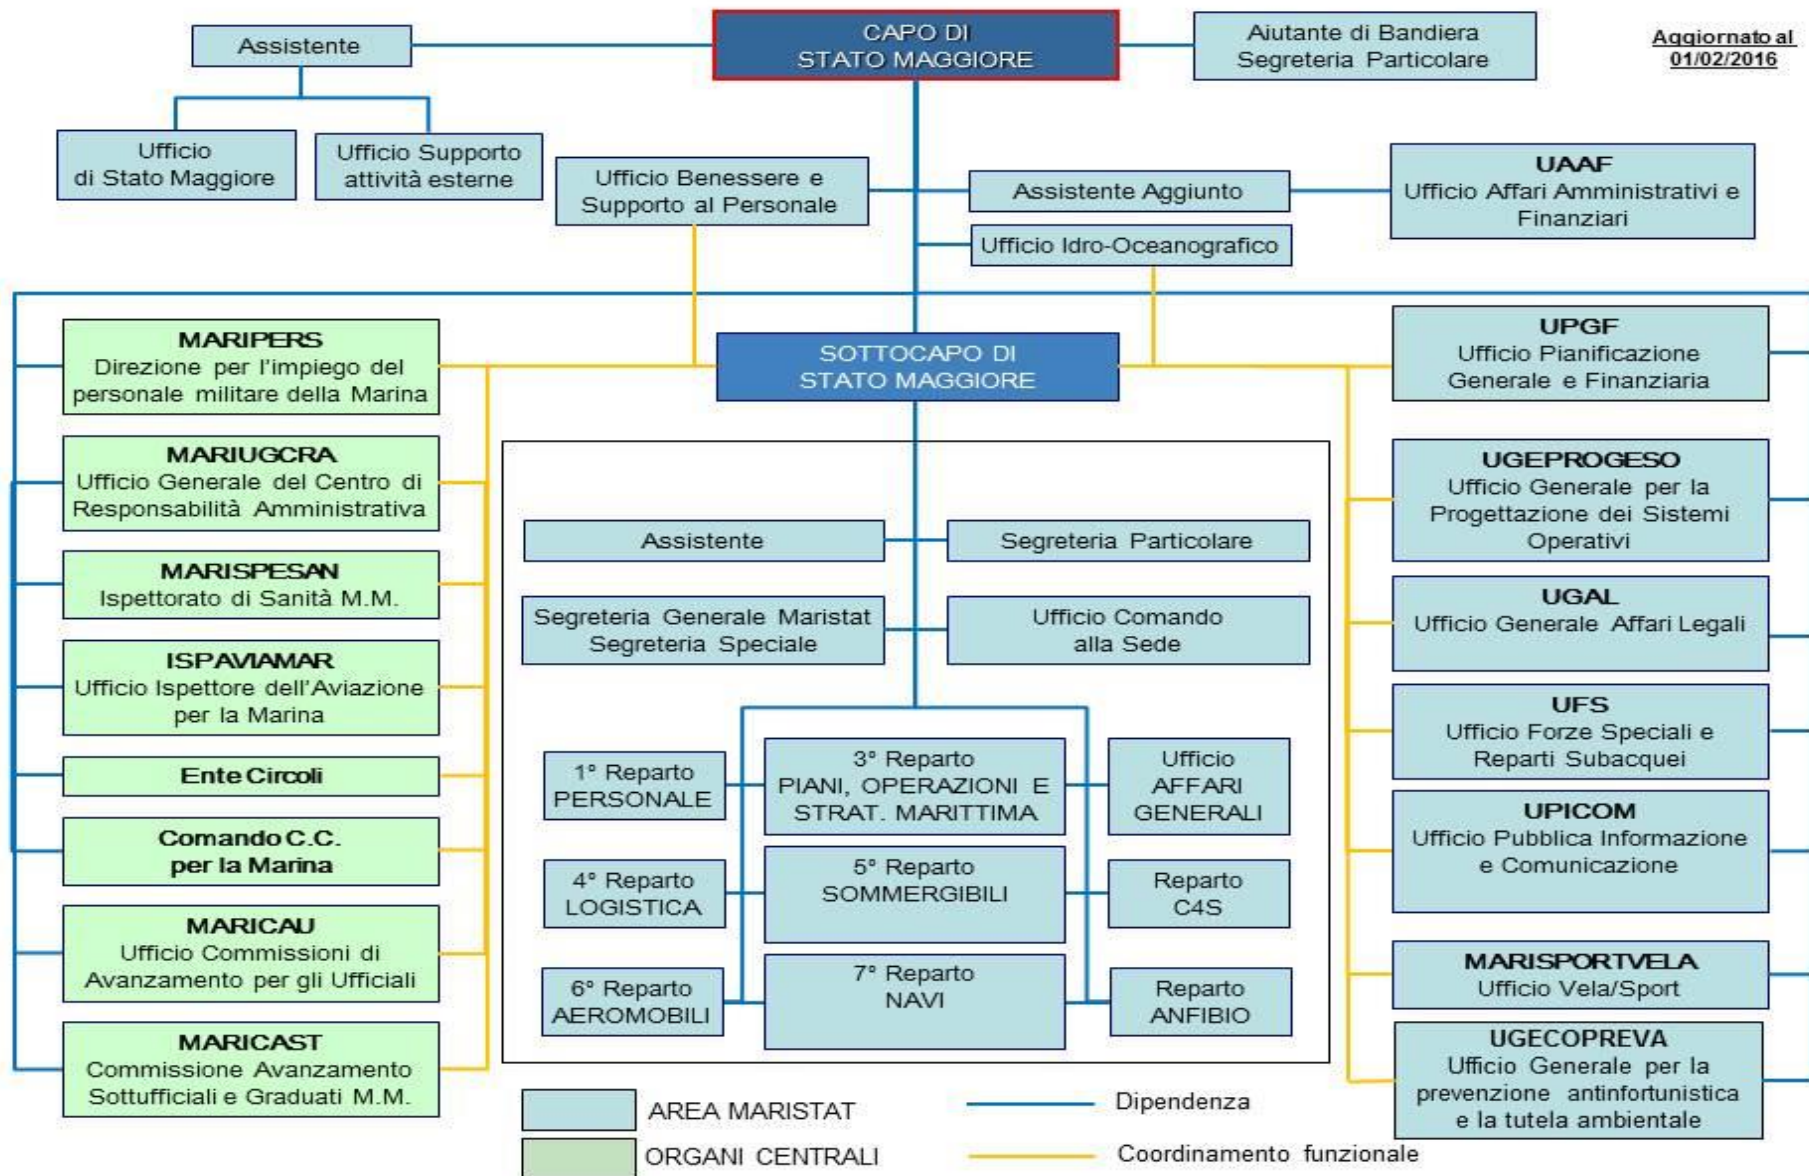 Assistente
CAPO DI
STATO MAGGIORE
Aiutante di Bandiera
Segreteria Particolare
Aggiornato al
01/02/2016
Ufficio
di Stato Maggiore
Ufficio Supporto
attività esterne
Ufficio Benessere e
Supporto al Personale
Assistente Aggiunto
UAAF
Ufficio Affari Amministrativi e
Finanziari
Ufficio Idro-Oceanografico
MARIPERS
Direzione per l'impiego del
personale militare della Marina
SOTTOCAPO DI
STATO MAGGIORE
UPGF
Ufficio Pianificazione
Generale e Finanziaria
MARIUGCRA
Ufficio Generale del Centro di
Responsabilità Amministrativa
MARISPESAN
Ispettorato di Sanità M.M.
ISPAVIAMAR
Ufficio Ispettore dell'Aviazione
per la Marina
Ente Circoli
Comando C.C.
per la Marina
MARICAU
Ufficio Commissioni di
Avanzamento per gli Ufficiali
MARICAST
Commissione Avanzamento
Sottufficiali e Graduati M.M.
Assistente
Segreteria Particolare
Segreteria Generale Maristat
Segreteria Speciale
Ufficio Comando
alla Sede
1° Reparto
PERSONALE
3° Reparto
PIANI, OPERAZIONI E
STRAT. MARITTIMA
Ufficio
AFFARI
GENERALI
4° Reparto
LOGISTICA
5° Reparto
SOMMERGIBILI
Reparto
C4S
6° Reparto
AEROMOBILI
7° Reparto
NAVI
Reparto
ANFIBIO
UGEPROGESO
Ufficio Generale per la
Progettazione dei Sistemi
Operativi
UGAL
Ufficio Generale Affari Legali
UFS
Ufficio Forze Speciali e
Reparti Subacquei
UPICOM
Ufficio Pubblica Informazione
e Comunicazione
MARISPORTVELA
Ufficio Vela/Sport
UGECOPREVA
Ufficio Generale per la
prevenzione antinfortunistica
e la tutela ambientale
AREA MARISTAT
Dipendenza
ORGANI CENTRALI
Coordinamento funzionale